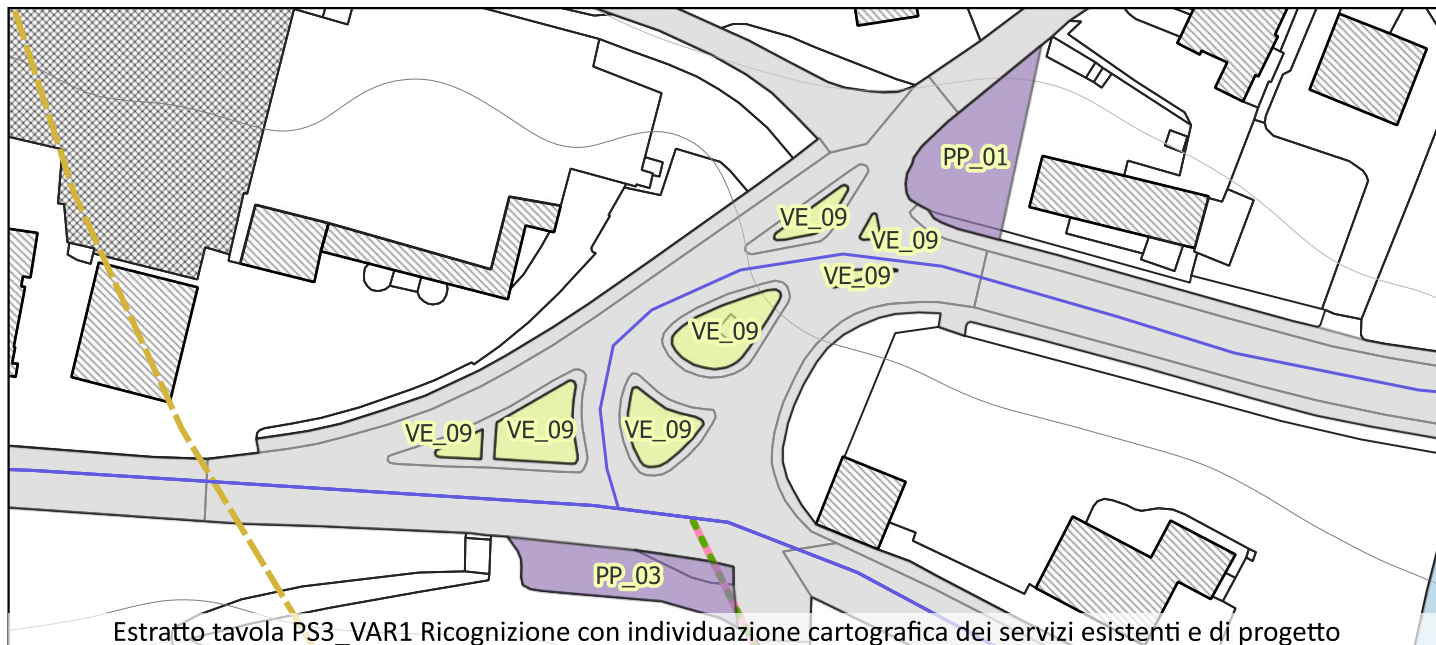 PP_01
VE_09
VE_09
VE_09
VE_09
VE_09
VE_09
VE_09
PP_03
Estratto tavola PS3_VAR1 Ricognizione con individuazione cartografica dei servizi esistenti e di progetto